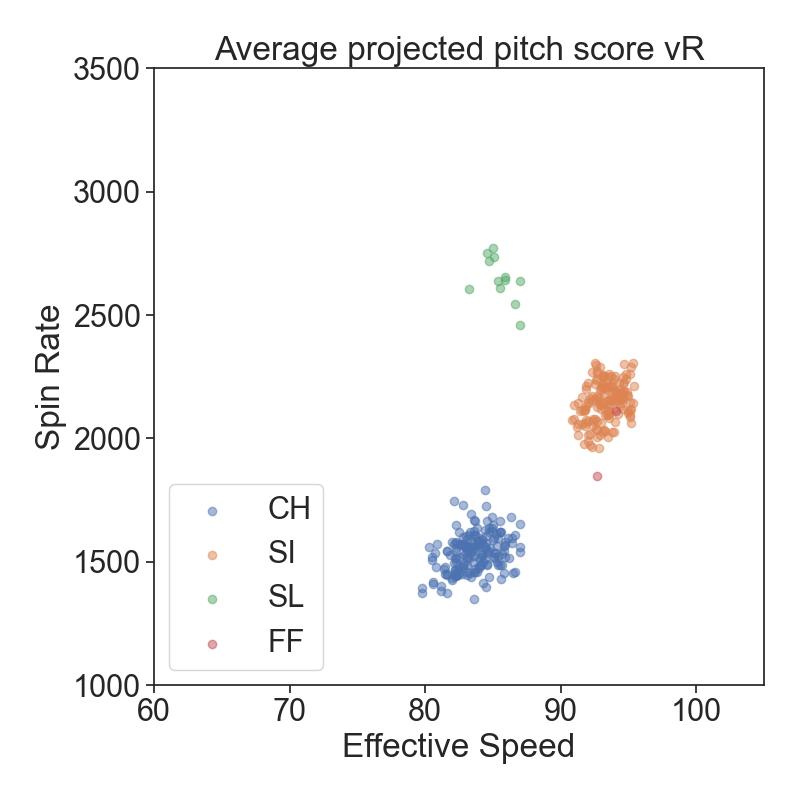 Average projected pitch score vR
3500
3000
2500
2000
1500
1000
Spin Rate
CH
SI
SL
FF
60 70 80 90 100
Effective Speed